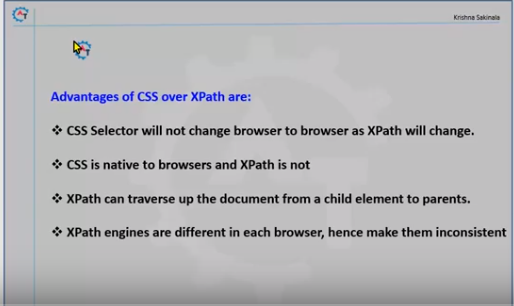 Krishna Sakinala
Advantages of CSS over XPath are:
❖ CSS Selector will not change browser to browser as XPath will change.
❖ CSS is native to browsers and XPath is not
❖ XPath can traverse up the document from a child element to parents.
❖ XPath engines are different in each browser, hence make them inconsistent